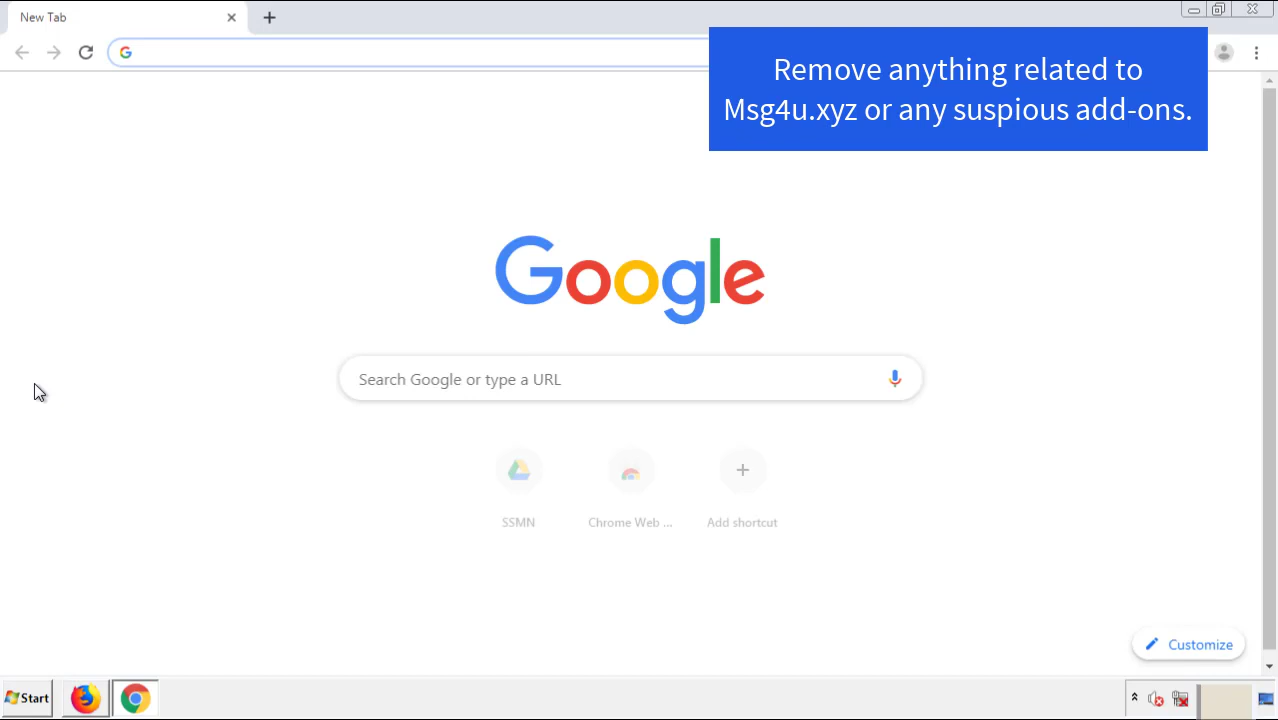 New Tab
Remove anything related to
Msg4u.xyz or any suspious add-ons.
Google
Search Google or type a URL
SSMN
Chrome Web ...
Add shortcut
Customize
Start